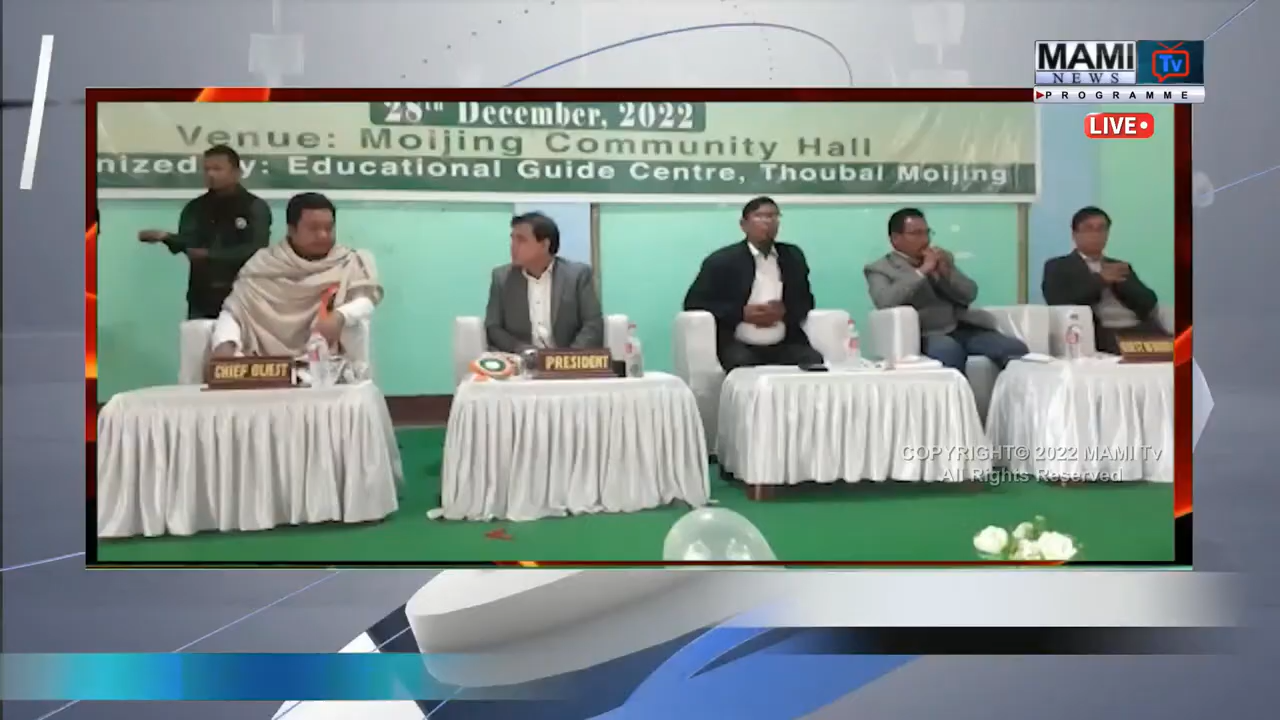 MAMI
Tv
NEWS
PROGRAMME
LIVE
28th December, 2022
Venue: Moijing Community Hall
nized by: Educational Guide Centre, Thoubal Moijing
CHIEF GUEST
PRESIDENT
COPYRIGHT© 2022 MAMI Tv
All Rights Reserved